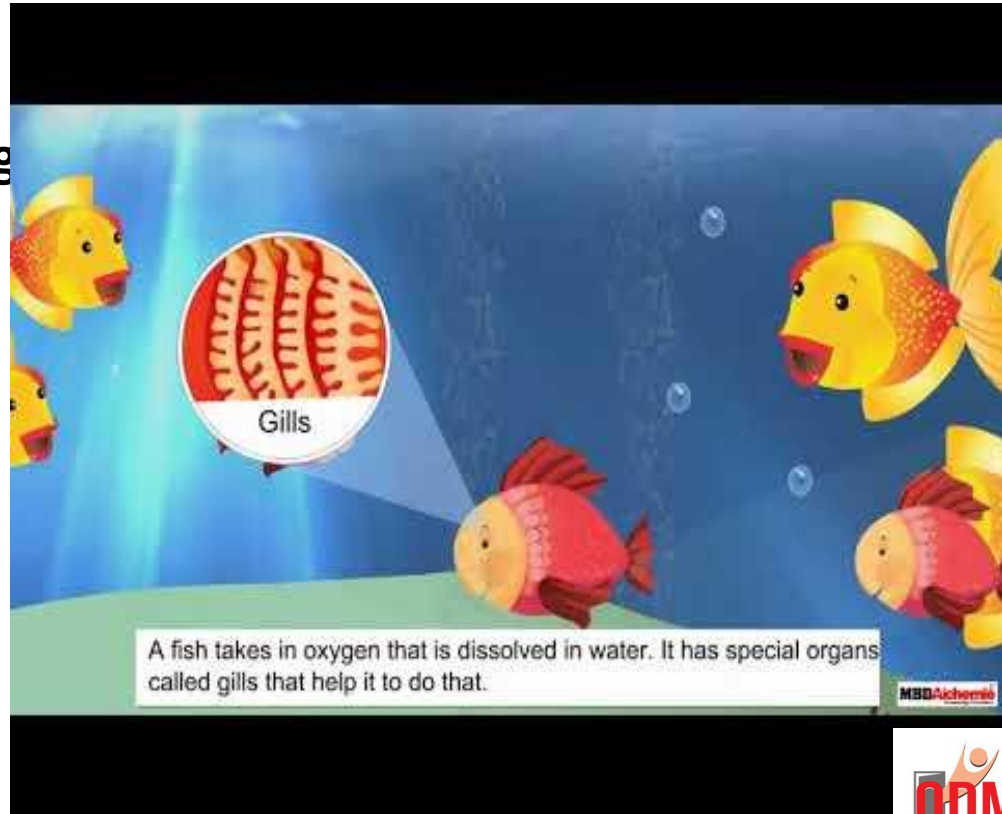 g
Gills
A fish takes in oxygen that is dissolved in water. It has special organs
called gills that help it to do that.
MBDAlchemie
ODM